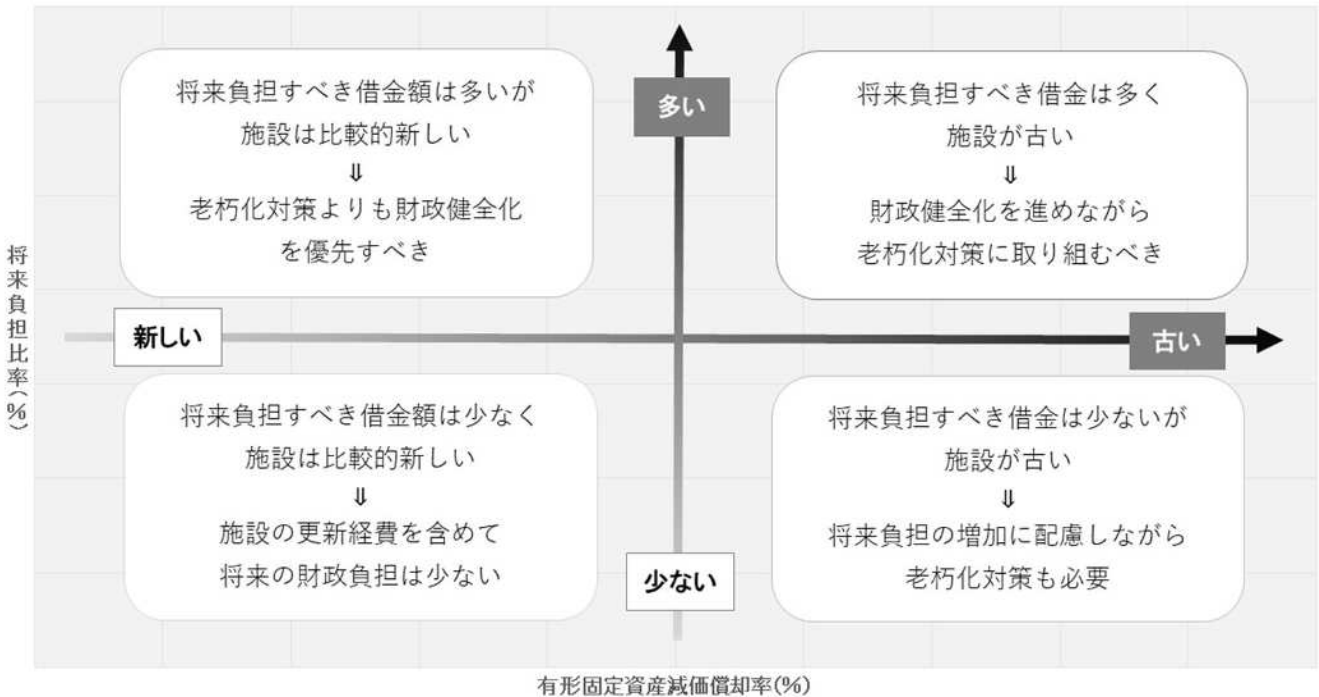 将来負担すべき借金額は多いが
施設は比較的新しい
⇓
老朽化対策よりも財政健全化
を優先すべき
多い
将来負担すべき借金は多く
施設が古い
⇓
財政健全化を進めながら
老朽化対策に取り組むべき
将来負担比率(%)
新しい
古い
将来負担すべき借金額は少なく
施設は比較的新しい
⇓
施設の更新経費を含めて
将来の財政負担は少ない
少ない
将来負担すべき借金は少ないが
施設が古い
⇓
将来負担の増加に配慮しながら
老朽化対策も必要
有形固定資産減価償却率(%)